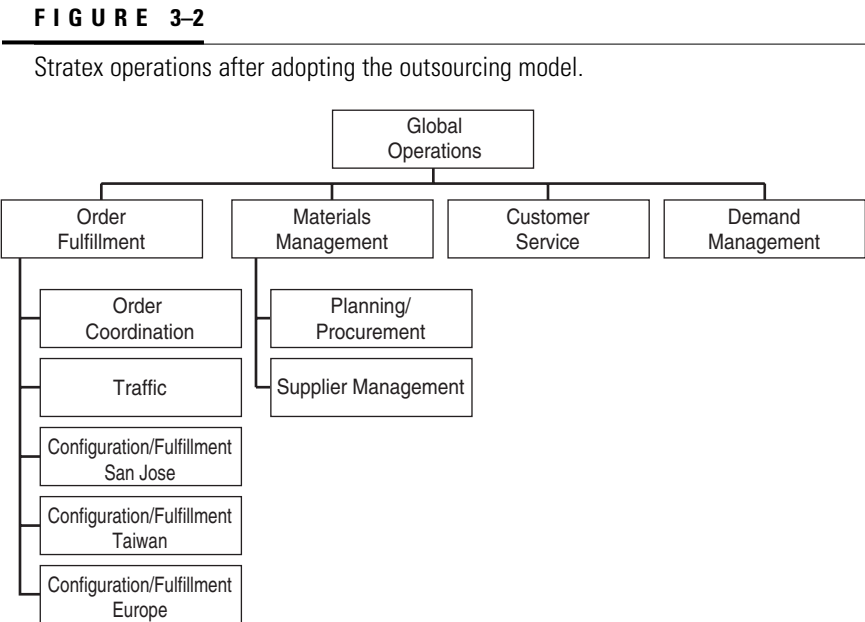 FIGURE 3–2
Stratex operations after adopting the outsourcing model.
Global
Operations
Order
Fulfillment
Materials
Management
Customer
Service
Demand
Management
Order
Coordination
Planning/
Procurement
Traffic
Supplier Management
Configuration/Fulfillment
San Jose
Configuration/Fulfillment
Taiwan
Configuration/Fulfillment
Europe